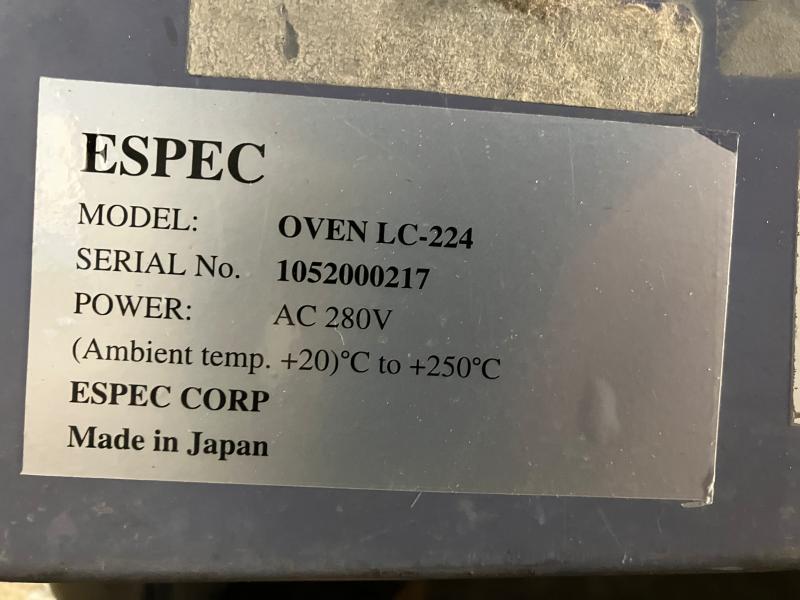 ESPEC
MODEL: OVEN LC-224
SERIAL No. 1052000217
POWER: AC 280V
(Ambient temp. +20)°C to +250°C
ESPEC CORP
Made in Japan